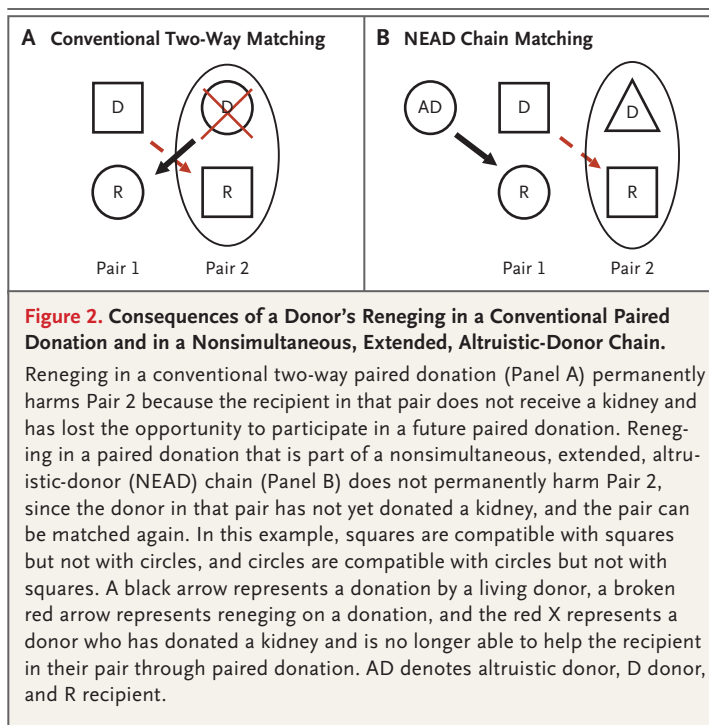 A Conventional Two-Way Matching
D
D
R
R
Pair 1
Pair 2
B NEAD Chain Matching
AD
D
D
R
R
Pair 1
Pair 2
Figure 2. Consequences of a Donor’s Reneging in a Conventional Paired
Donation and in a Nonsimultaneous, Extended, Altruistic-Donor Chain.
Reneging in a conventional two-way paired donation (Panel A) permanently
harms Pair 2 because the recipient in that pair does not receive a kidney and
has lost the opportunity to participate in a future paired donation. Reneg-
ing in a paired donation that is part of a nonsimultaneous, extended, altru-
istic-donor (NEAD) chain (Panel B) does not permanently harm Pair 2,
since the donor in that pair has not yet donated a kidney, and the pair can
be matched again. In this example, squares are compatible with squares
but not with circles, and circles are compatible with circles but not with
squares. A black arrow represents a donation by a living donor, a broken
red arrow represents reneging on a donation, and the red X represents a
donor who has donated a kidney and is no longer able to help the recipient
in their pair through paired donation. AD denotes altruistic donor, D donor,
and R recipient.